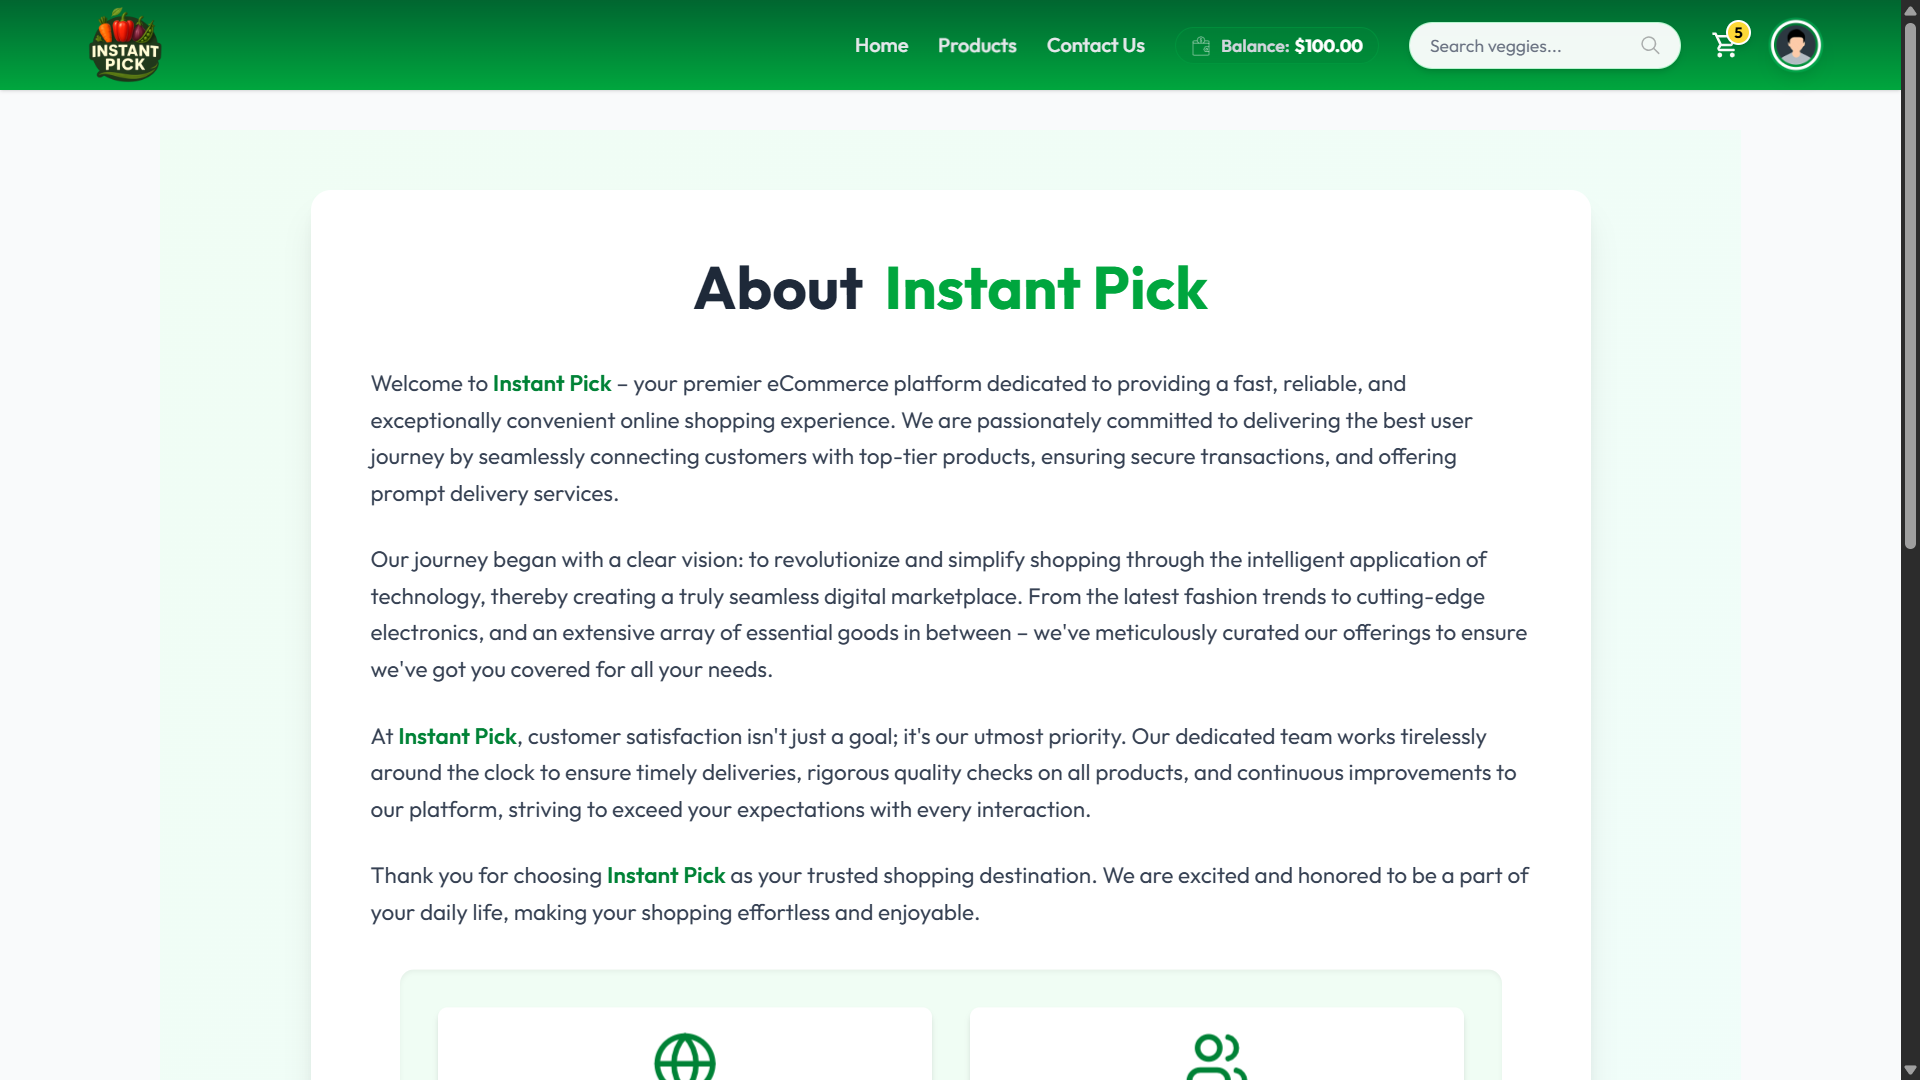 INSTANT
PICK
Home
Products
Contact Us
Balance: $100.00
Search veggies...
5
About Instant Pick
Welcome to Instant Pick – your premier eCommerce platform dedicated to providing a fast, reliable, and
exceptionally convenient online shopping experience. We are passionately committed to delivering the best user
journey by seamlessly connecting customers with top-tier products, ensuring secure transactions, and offering
prompt delivery services.
Our journey began with a clear vision: to revolutionize and simplify shopping through the intelligent application of
technology, thereby creating a truly seamless digital marketplace. From the latest fashion trends to cutting-edge
electronics, and an extensive array of essential goods in between – we've meticulously curated our offerings to ensure
we've got you covered for all your needs.
At Instant Pick, customer satisfaction isn't just a goal; it's our utmost priority. Our dedicated team works tirelessly
around the clock to ensure timely deliveries, rigorous quality checks on all products, and continuous improvements to
our platform, striving to exceed your expectations with every interaction.
Thank you for choosing Instant Pick as your trusted shopping destination. We are excited and honored to be a part of
your daily life, making your shopping effortless and enjoyable.